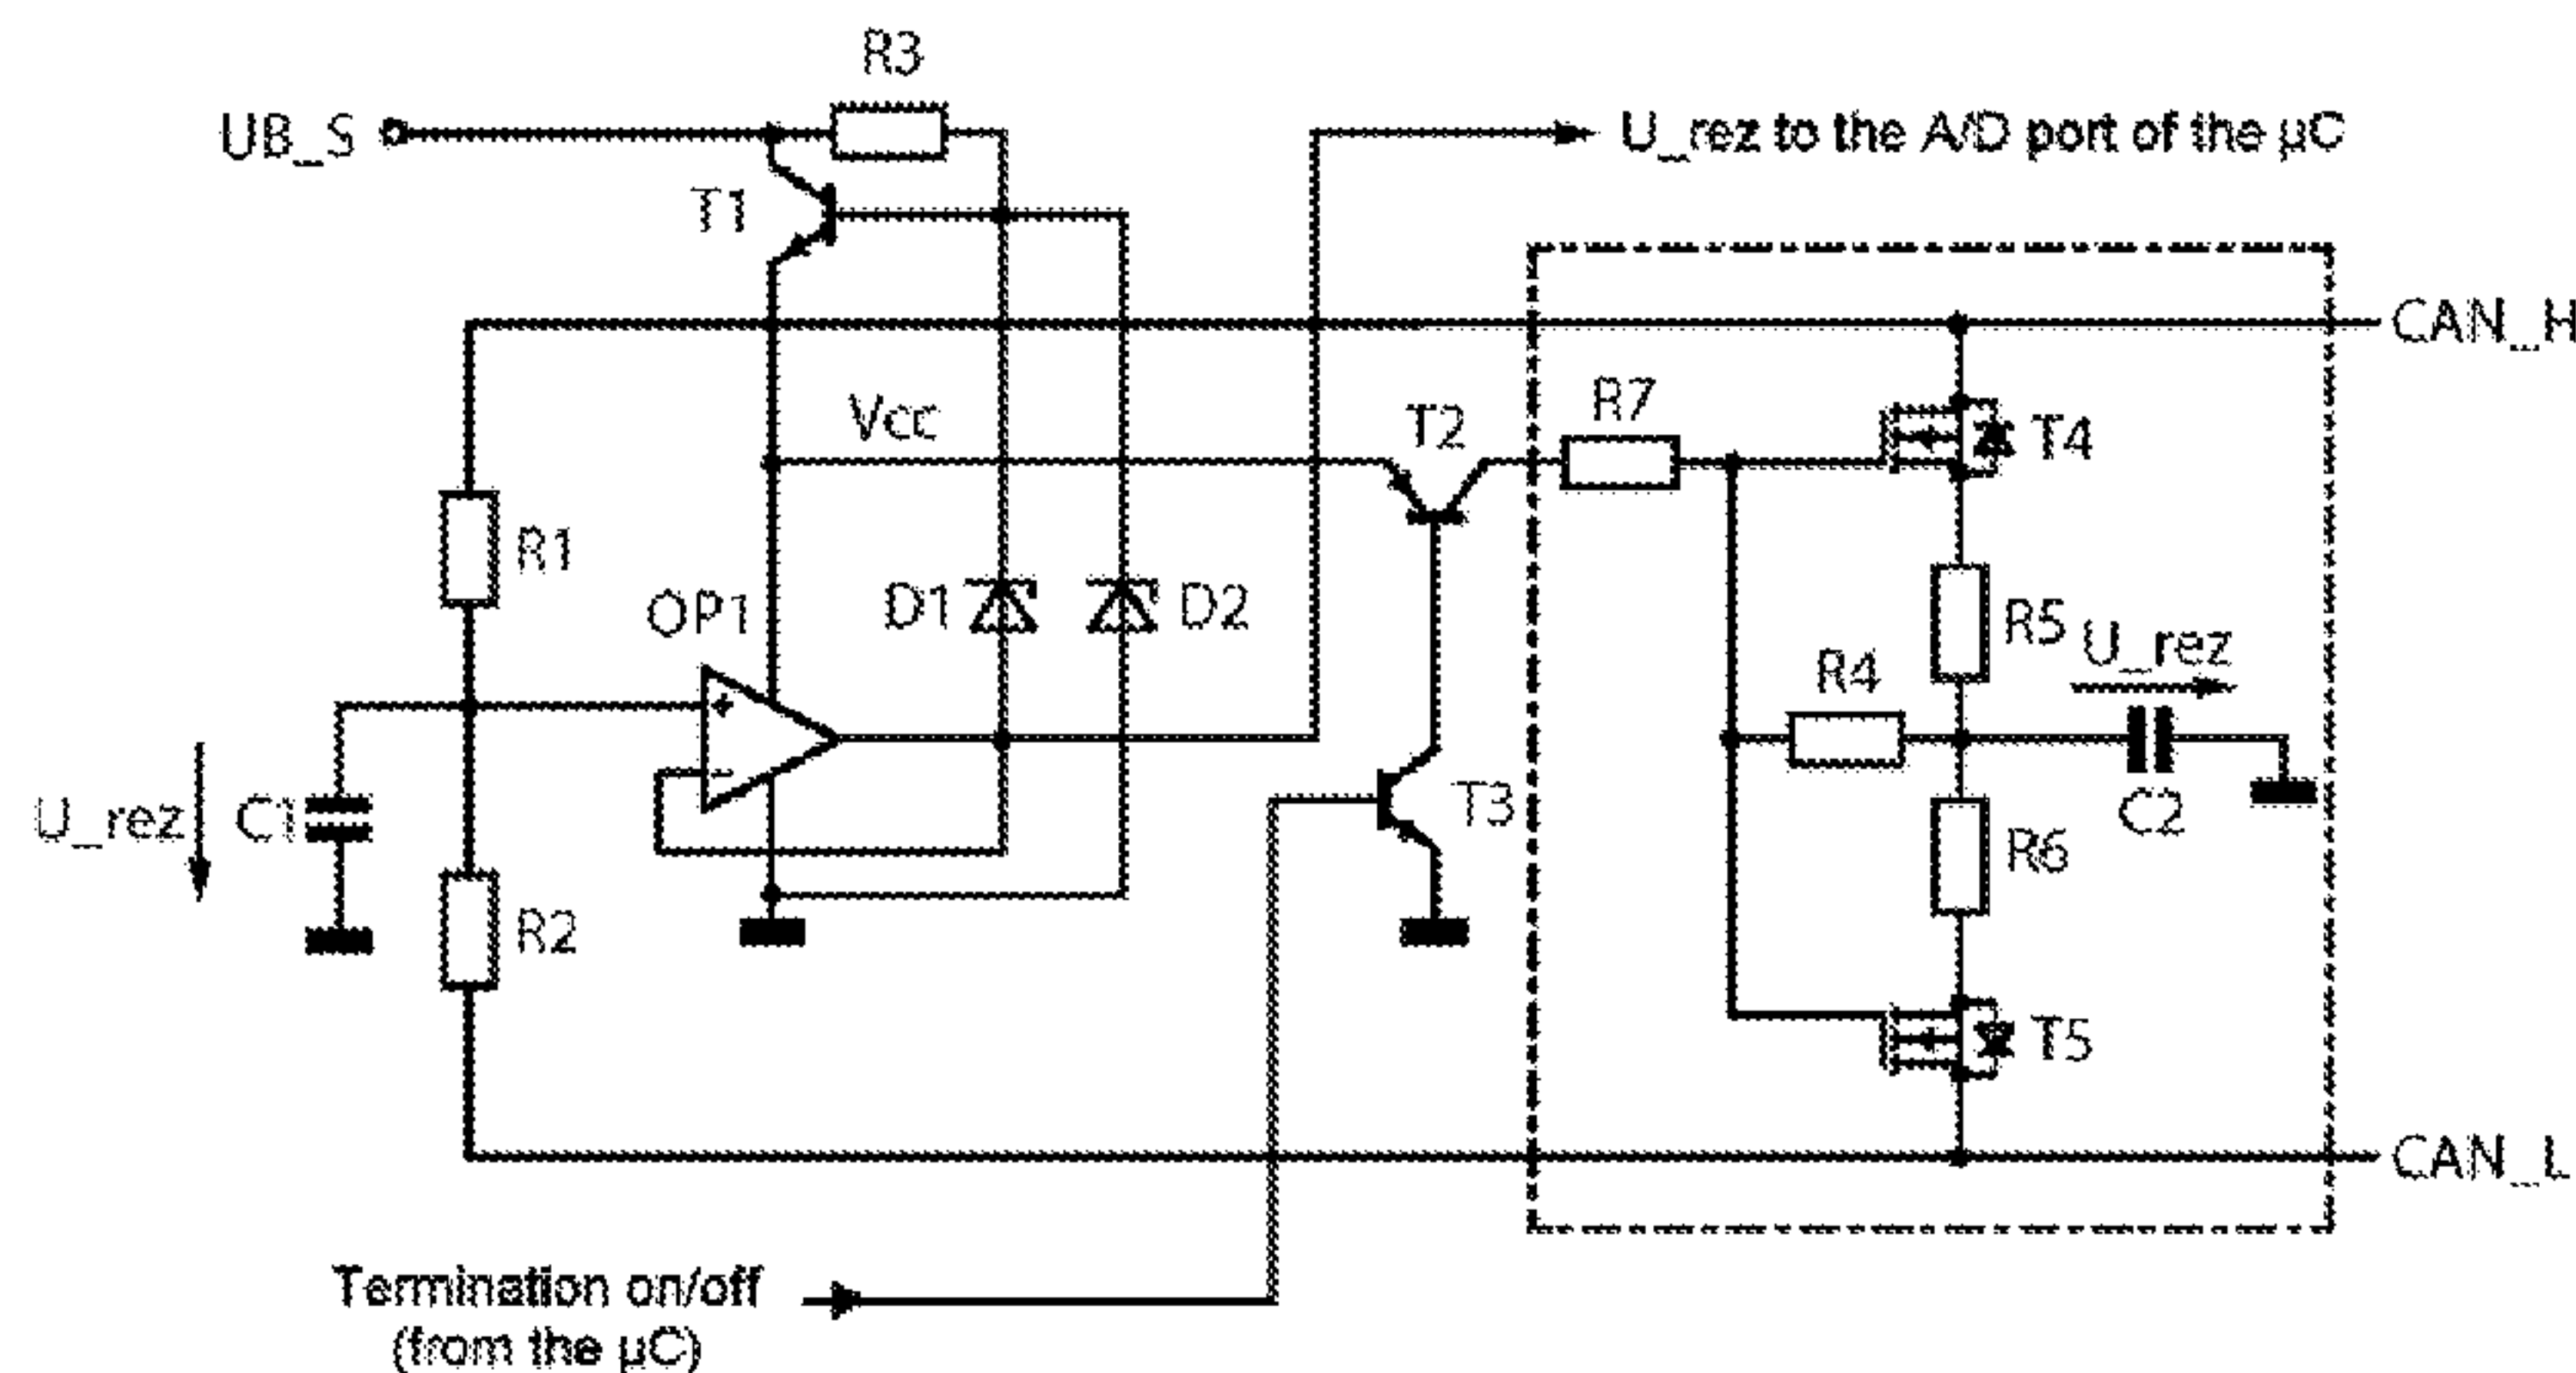 R3
UB_S
U_rez to the A/D port of the µC
T1
CAN_H
Vcc
T2
R7
T4
R1
OP1
D1
D2
R5
U_rez
R4
+
-
U_rez
C1
T3
C2
R6
R2
T5
CAN_L
Termination on/off
(from the µC)